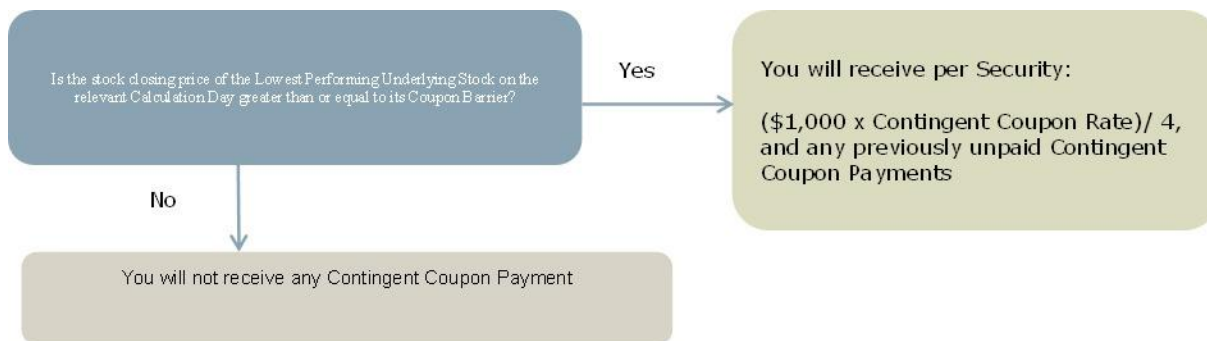 Is the stock closing price of the Lowest Performing Underlying Stock on the
relevant Calculation Day greater than or equal to its Coupon Barrier?
Yes
You will receive per Security:
($1,000 x Contingent Coupon Rate)/ 4,
and any previously unpaid Contingent
Coupon Payments
No
You will not receive any Contingent Coupon Payment